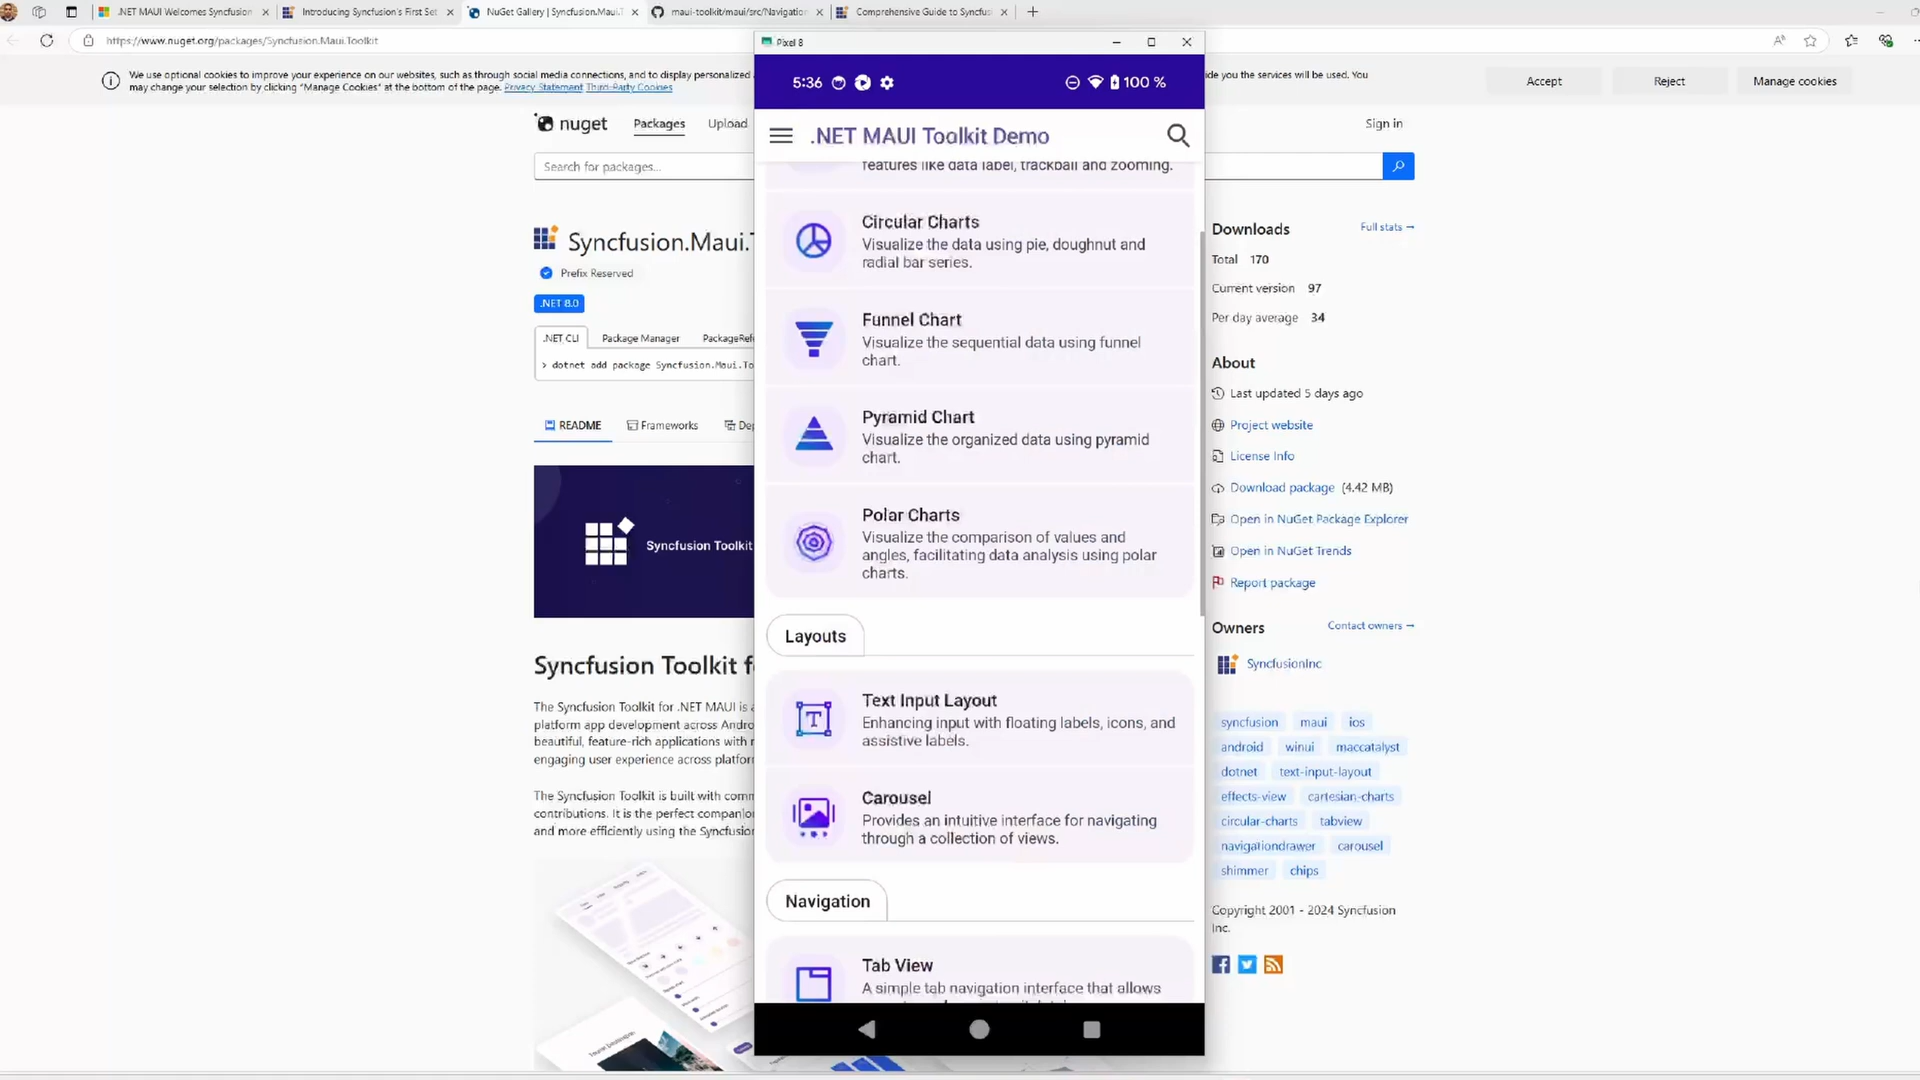 .NET MAUI Welcomes Syncfusion
Introducing Syncfusion's First Set
NuGet Gallery | Syncfusion.Maui.T
maui-toolkit/maui/src/Navigation
Comprehensive Guide to Syncfus
https://www.nuget.org/packages/Syncfusion.Maui.Toolkit
We use optional cookies to improve your experience on our websites, such as through social media connections, and to display personalized
de you the services will be used. You
may change your selection by clicking "Manage Cookies" at the bottom of the page. Privacy Statement Third-Party Cookies
Accept
Reject
Manage cookies
nuget
Packages
Upload
Sign in
Search for packages...
Syncfusion.Maui.T
Prefix Reserved
.NET 8.0
.NET CLI
Package Manager
PackageRefe
> dotnet add package Syncfusion.Maui.To
README
Frameworks
Dep
Syncfusion Toolkit
Syncfusion Toolkit f
The Syncfusion Toolkit for .NET MAUI is a
platform app development across Andro
beautiful, feature-rich applications with m
engaging user experience across platfor
The Syncfusion Toolkit is built with comm
contributions. It is the perfect companio
and more efficiently using the Syncfusio
Pixel 8
5:36
100 %
.NET MAUI Toolkit Demo
features like data label, trackball and zooming.
Circular Charts
Visualize the data using pie, doughnut and
radial bar series.
Funnel Chart
Visualize the sequential data using funnel
chart.
Pyramid Chart
Visualize the organized data using pyramid
chart.
Polar Charts
Visualize the comparison of values and
angles, facilitating data analysis using polar
charts.
Layouts
Text Input Layout
Enhancing input with floating labels, icons, and
assistive labels.
Carousel
Provides an intuitive interface for navigating
through a collection of views.
Navigation
Tab View
A simple tab navigation interface that allows
Downloads
Full stats →
Total 170
Current version 97
Per day average 34
About
Last updated 5 days ago
Project website
License Info
Download package (4.42 MB)
Open in NuGet Package Explorer
Open in NuGet Trends
Report package
Owners
Contact owners →
SyncfusionInc
syncfusion maui ios
android winui maccatalyst
dotnet text-input-layout
effects-view cartesian-charts
circular-charts tabview
navigationdrawer carousel
shimmer chips
Copyright 2001 - 2024 Syncfusion
Inc.